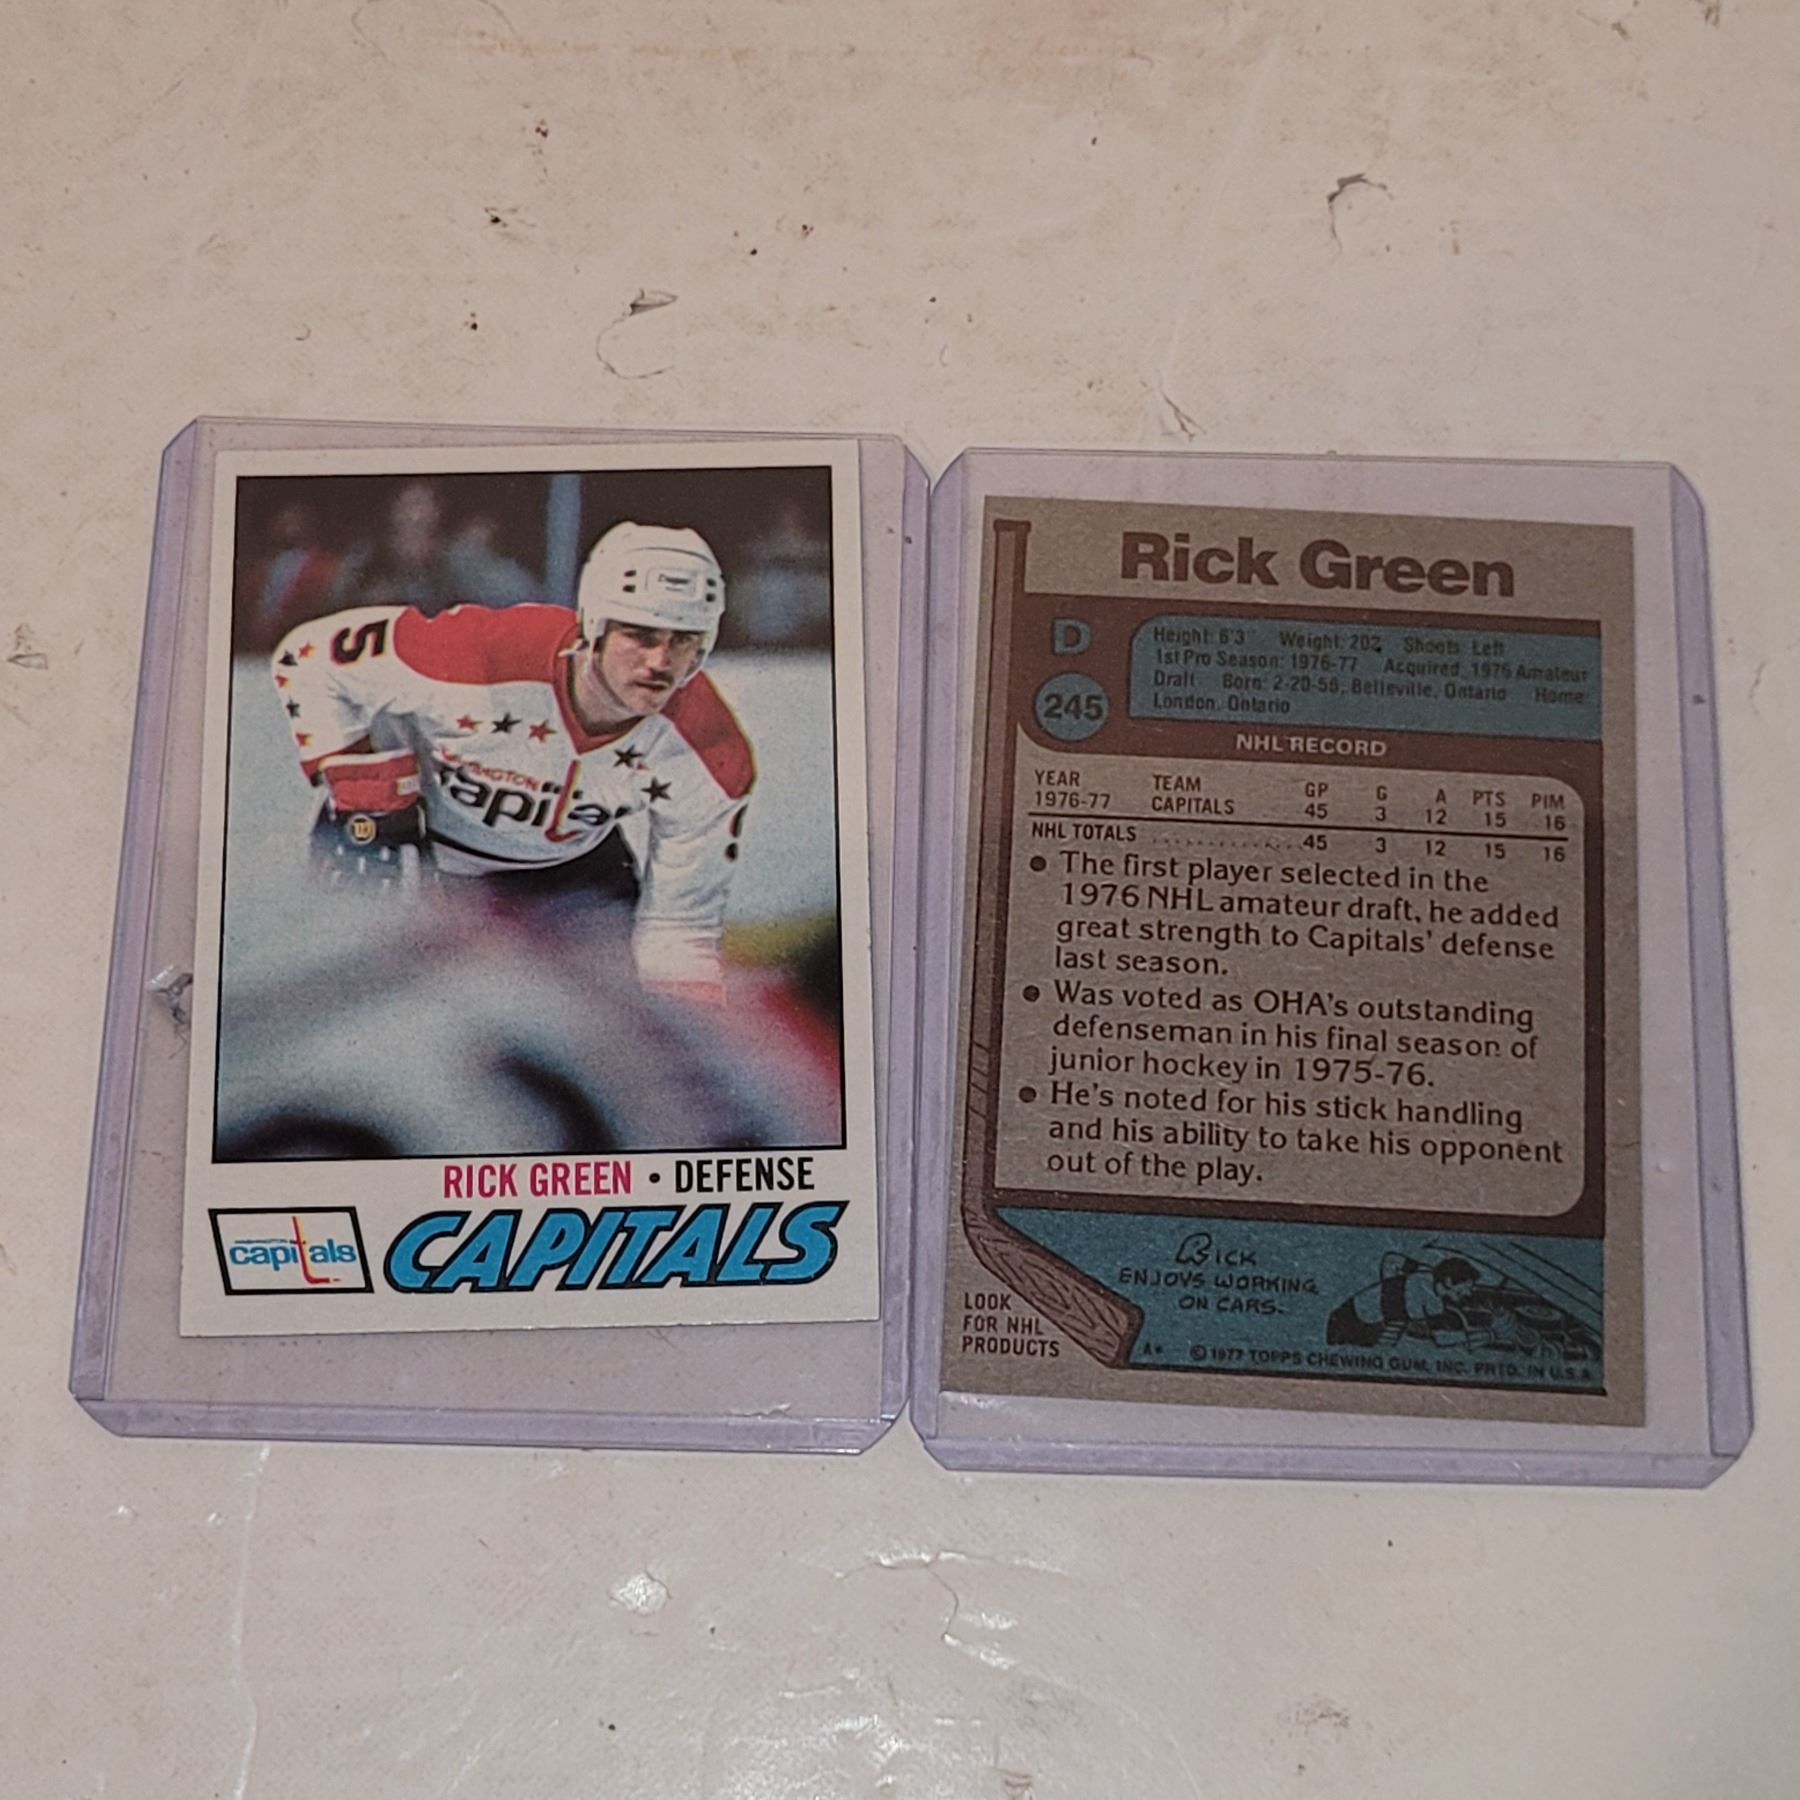 5
WASHINGTON
capitals
RICK GREEN • DEFENSE
capitals
CAPITALS
Rick Green
D
245
Height: 6'3" Weight: 202 Shoots: Left
1st Pro Season: 1976-77 Acquired: 1976 Amateur
Draft Born: 2-20-56, Belleville, Ontario Home:
London, Ontario
NHL RECORD
YEAR TEAM GP G A PTS PIM
1976-77 CAPITALS 45 3 12 15 16
NHL TOTALS .............. 45 3 12 15 16
● The first player selected in the
1976 NHL amateur draft, he added
great strength to Capitals' defense
last season.
● Was voted as OHA's outstanding
defenseman in his final season of
junior hockey in 1975-76.
● He's noted for his stick handling
and his ability to take his opponent
out of the play.
RICK
ENJOYS WORKING
ON CARS.
LOOK
FOR NHL
PRODUCTS
A* © 1977 TOPPS CHEWING GUM, INC. PRTD. IN U.S.A.